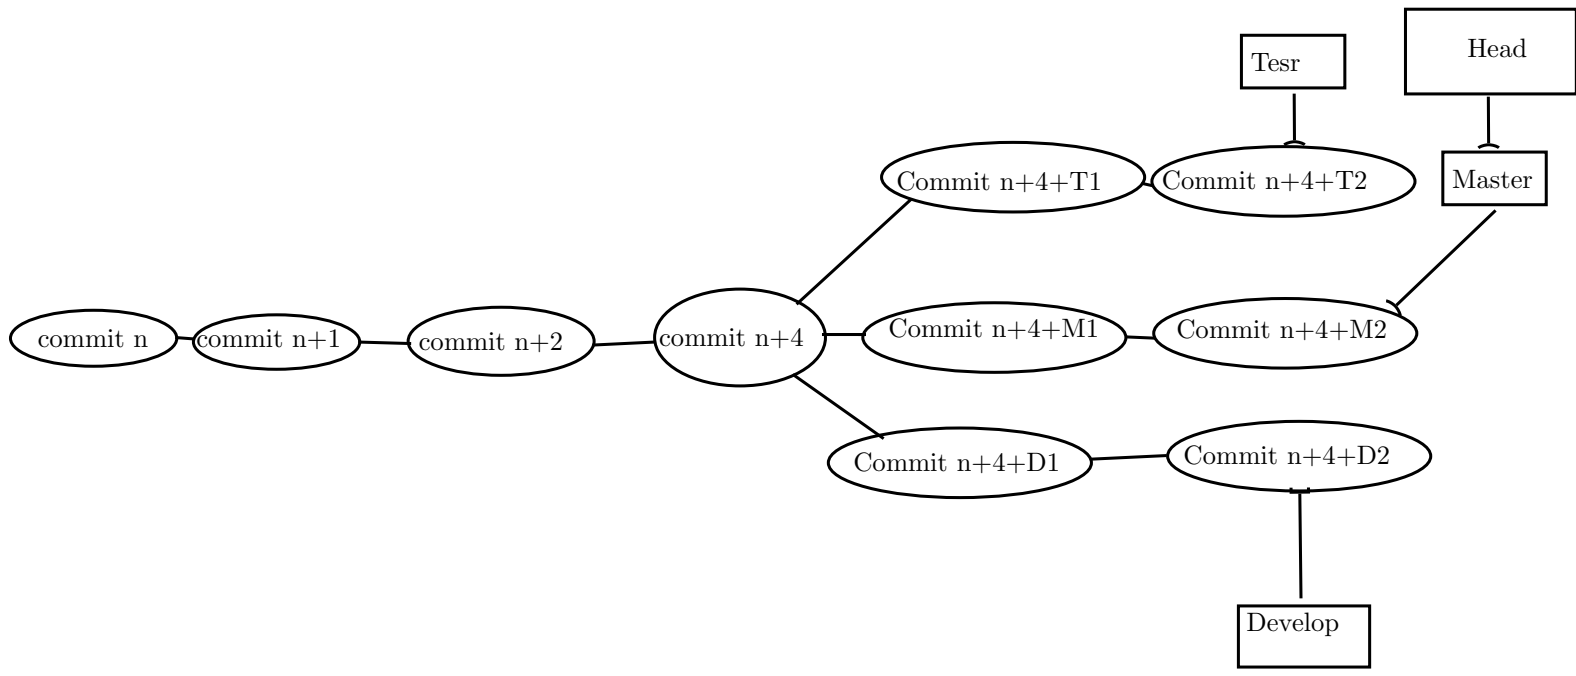 Head
Tesr
Master
Commit n+4+T1
Commit n+4+T2
commit n
commit n+1
commit n+2
commit n+4
Commit n+4+M1
Commit n+4+M2
Commit n+4+D1
Commit n+4+D2
Develop